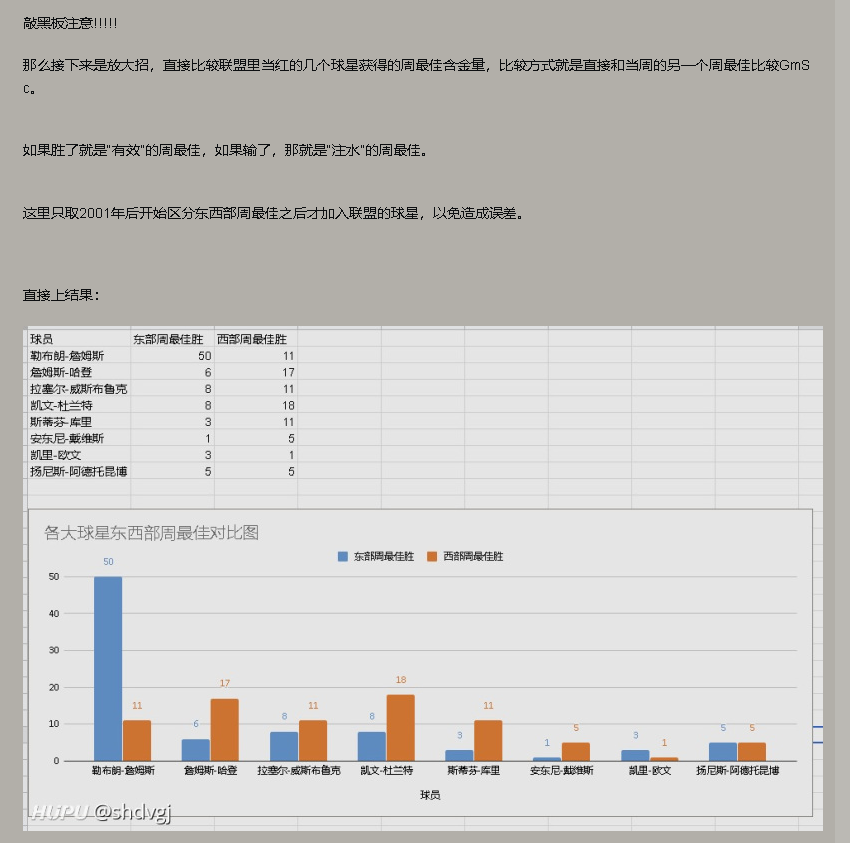 敲黑板注意!!!!!
那么接下来是放大招，直接比较联盟里当红的几个球星获得的周最佳含金量，比较方式就是直接和当周的另一个周最佳比较GmS
c。
如果胜了就是“有效”的周最佳，如果输了，那就是“注水”的周最佳。
这里只取2001年后开始区分东西部周最佳之后才加入联盟的球星，以免造成误差。
直接上结果：
球员 东部周最佳胜 西部周最佳胜
勒布朗-詹姆斯 50 11
詹姆斯-哈登 6 17
拉塞尔-威斯布鲁克 8 11
凯文-杜兰特 8 18
斯蒂芬-库里 3 11
安东尼-戴维斯 1 5
凯里-欧文 3 1
扬尼斯-阿德托昆博 5 5
各大球星东西部周最佳对比图
东部周最佳胜 西部周最佳胜
50
50
40
30
20
10
0
11
6 17
8 11
8 18
3 11
1 5
3 1
5 5
勒布朗-詹姆斯 詹姆斯-哈登 拉塞尔-威斯布鲁克 凯文-杜兰特 斯蒂芬-库里 安东尼-戴维斯 凯里-欧文 扬尼斯-阿德托昆博
球员
HUPU @shdvgj